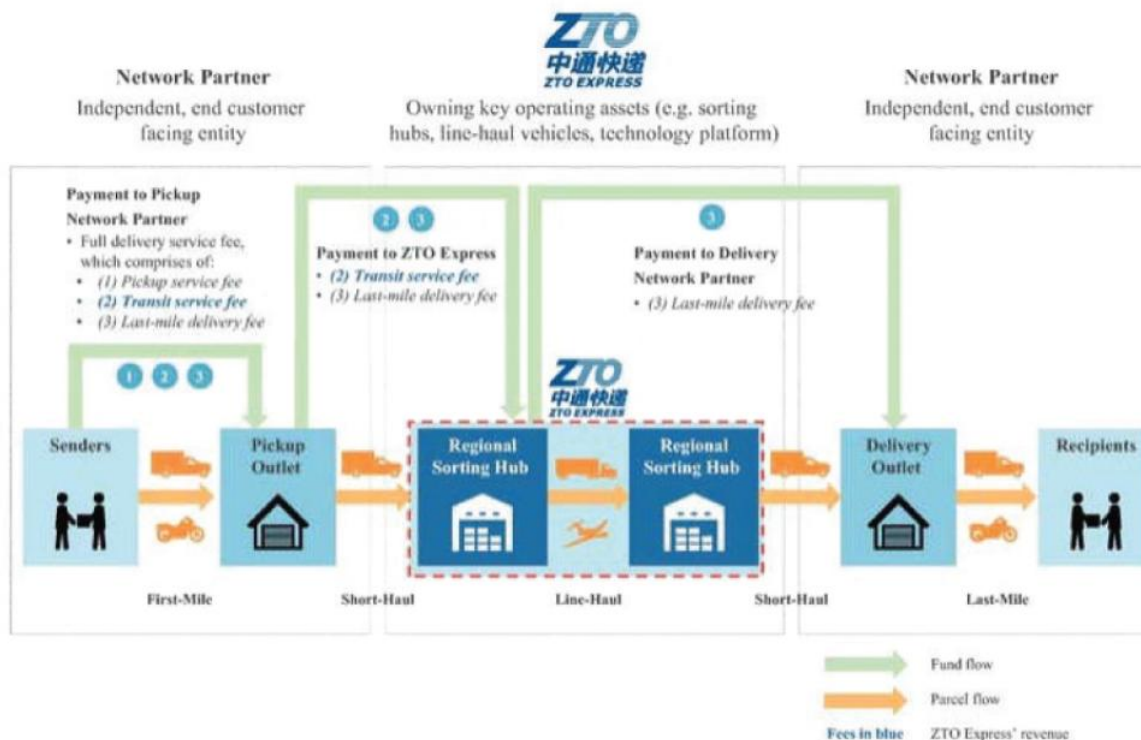 ZTO
中通快递
ZTO EXPRESS
Network Partner
Independent, end customer
facing entity
Owning key operating assets (e.g. sorting
hubs, line-haul vehicles, technology platform)
Network Partner
Independent, end customer
facing entity
Payment to Pickup
Network Partner
• Full delivery service fee,
which comprises of:
• (1) Pickup service fee
• (2) Transit service fee
• (3) Last-mile delivery fee
1 2 3
2 3
Payment to ZTO Express
• (2) Transit service fee
• (3) Last-mile delivery fee
3
Payment to Delivery
Network Partner
• (3) Last-mile delivery fee
ZTO
中通快递
ZTO EXPRESS
Senders
Pickup
Outlet
Regional
Sorting Hub
Regional
Sorting Hub
Delivery
Outlet
Recipients
First-Mile
Short-Haul
Line-Haul
Short-Haul
Last-Mile
Fund flow
Parcel flow
Fees in blue ZTO Express' revenue